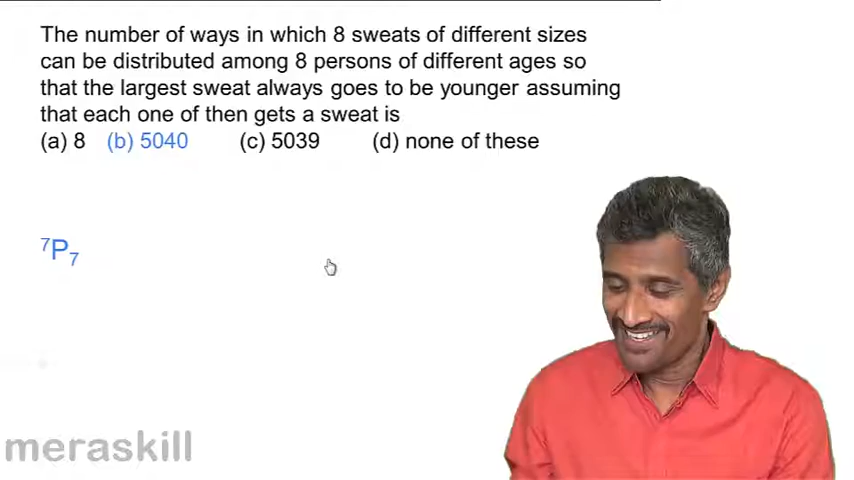 The number of ways in which 8 sweats of different sizes
can be distributed among 8 persons of different ages so
that the largest sweat always goes to be younger assuming
that each one of then gets a sweat is
(a) 8 (b) 5040 (c) 5039 (d) none of these
⁷P₇
meraskill